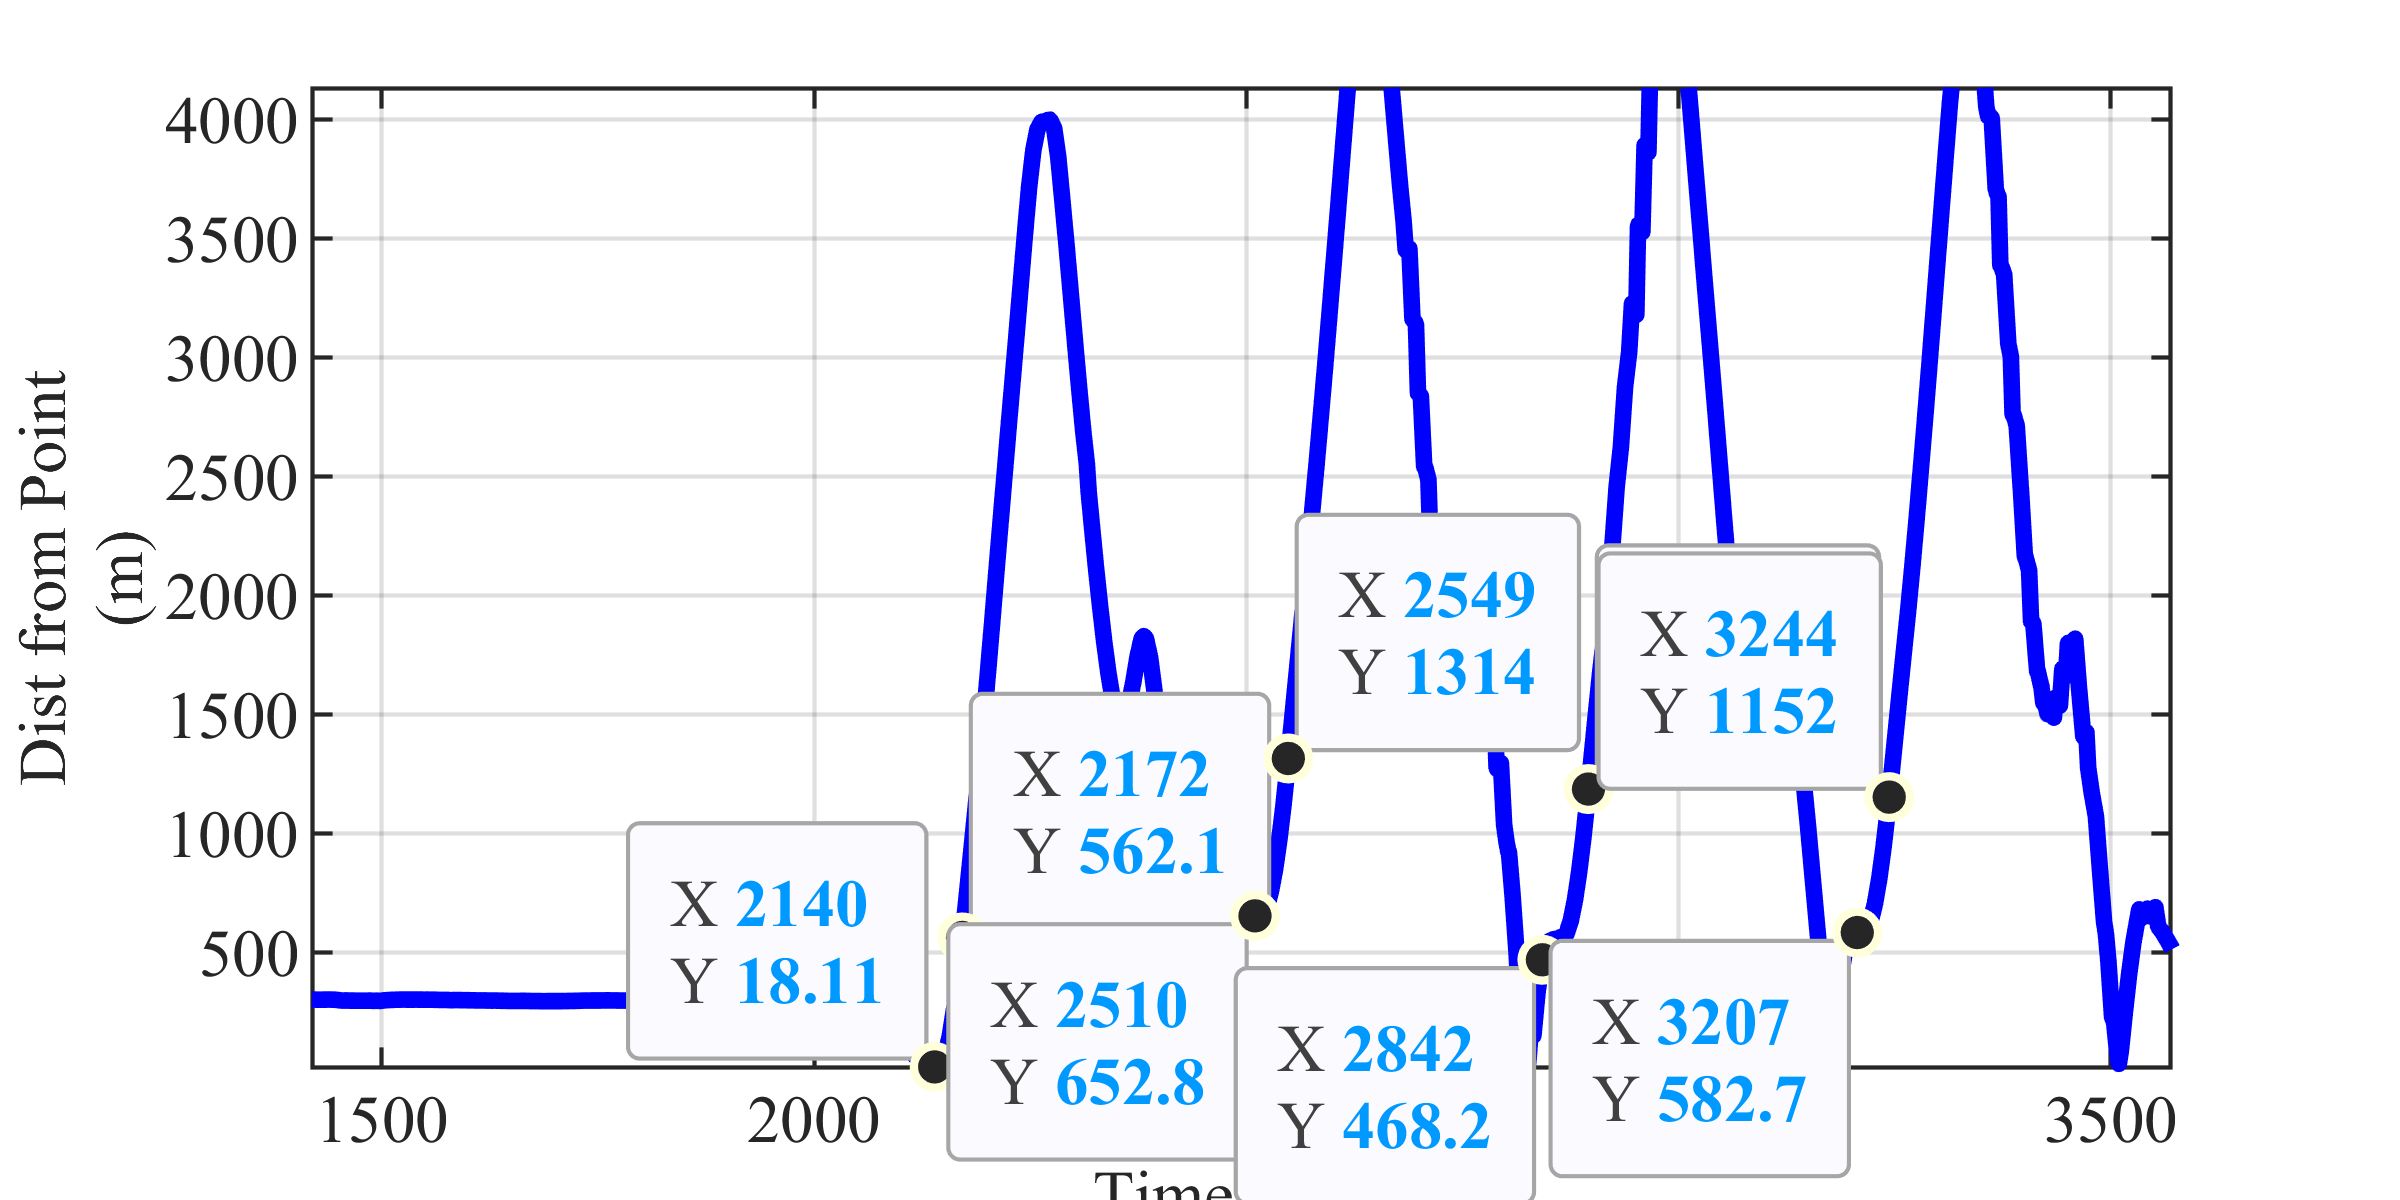 4000
3500
3000
2500
2000
1500
1000
500
Dist from Point
(m)
X 2549
Y 1314
X 3244
Y 1152
X 2172
Y 562.1
X 2140
Y 18.11
X 2510
Y 652.8
X 2842
Y 468.2
X 3207
Y 582.7
1500
2000
3500
Time